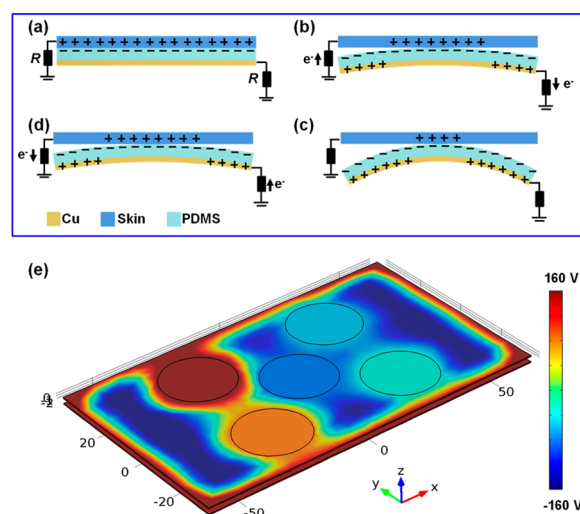 (a)
(b)
R
R
e⁻
e⁻
(d)
(c)
e⁻
e⁻
Cu
Skin
PDMS
(e)
160 V
-160 V
0
-2
20
0
-20
-50
0
50
z
y
x